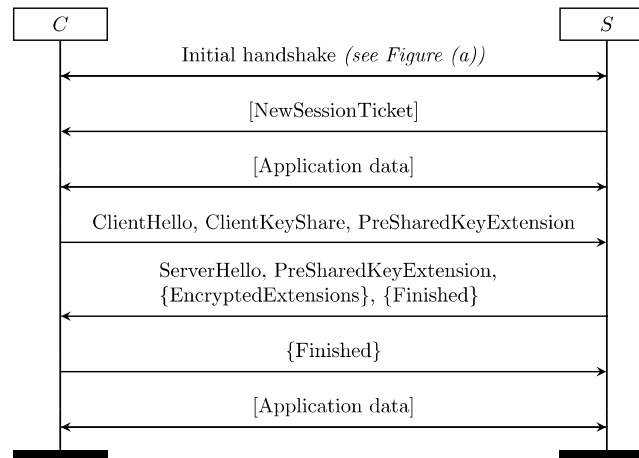 C
S
Initial handshake (see Figure (a))
[NewSessionTicket]
[Application data]
ClientHello, ClientKeyShare, PreSharedKeyExtension
ServerHello, PreSharedKeyExtension,
{EncryptedExtensions}, {Finished}
{Finished}
[Application data]